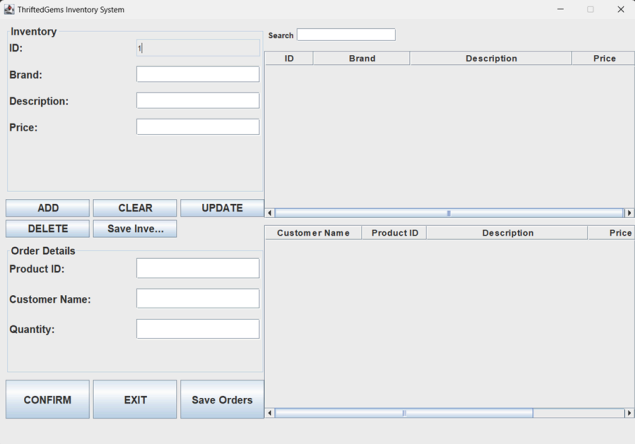 ThriftedGems Inventory System
Inventory
ID:
1
Brand:
Description:
Price:
ADD
CLEAR
UPDATE
DELETE
Save Inve...
Order Details
Product ID:
Customer Name:
Quantity:
CONFIRM
EXIT
Save Orders
Search
ID Brand Description Price
Customer Name Product ID Description Price